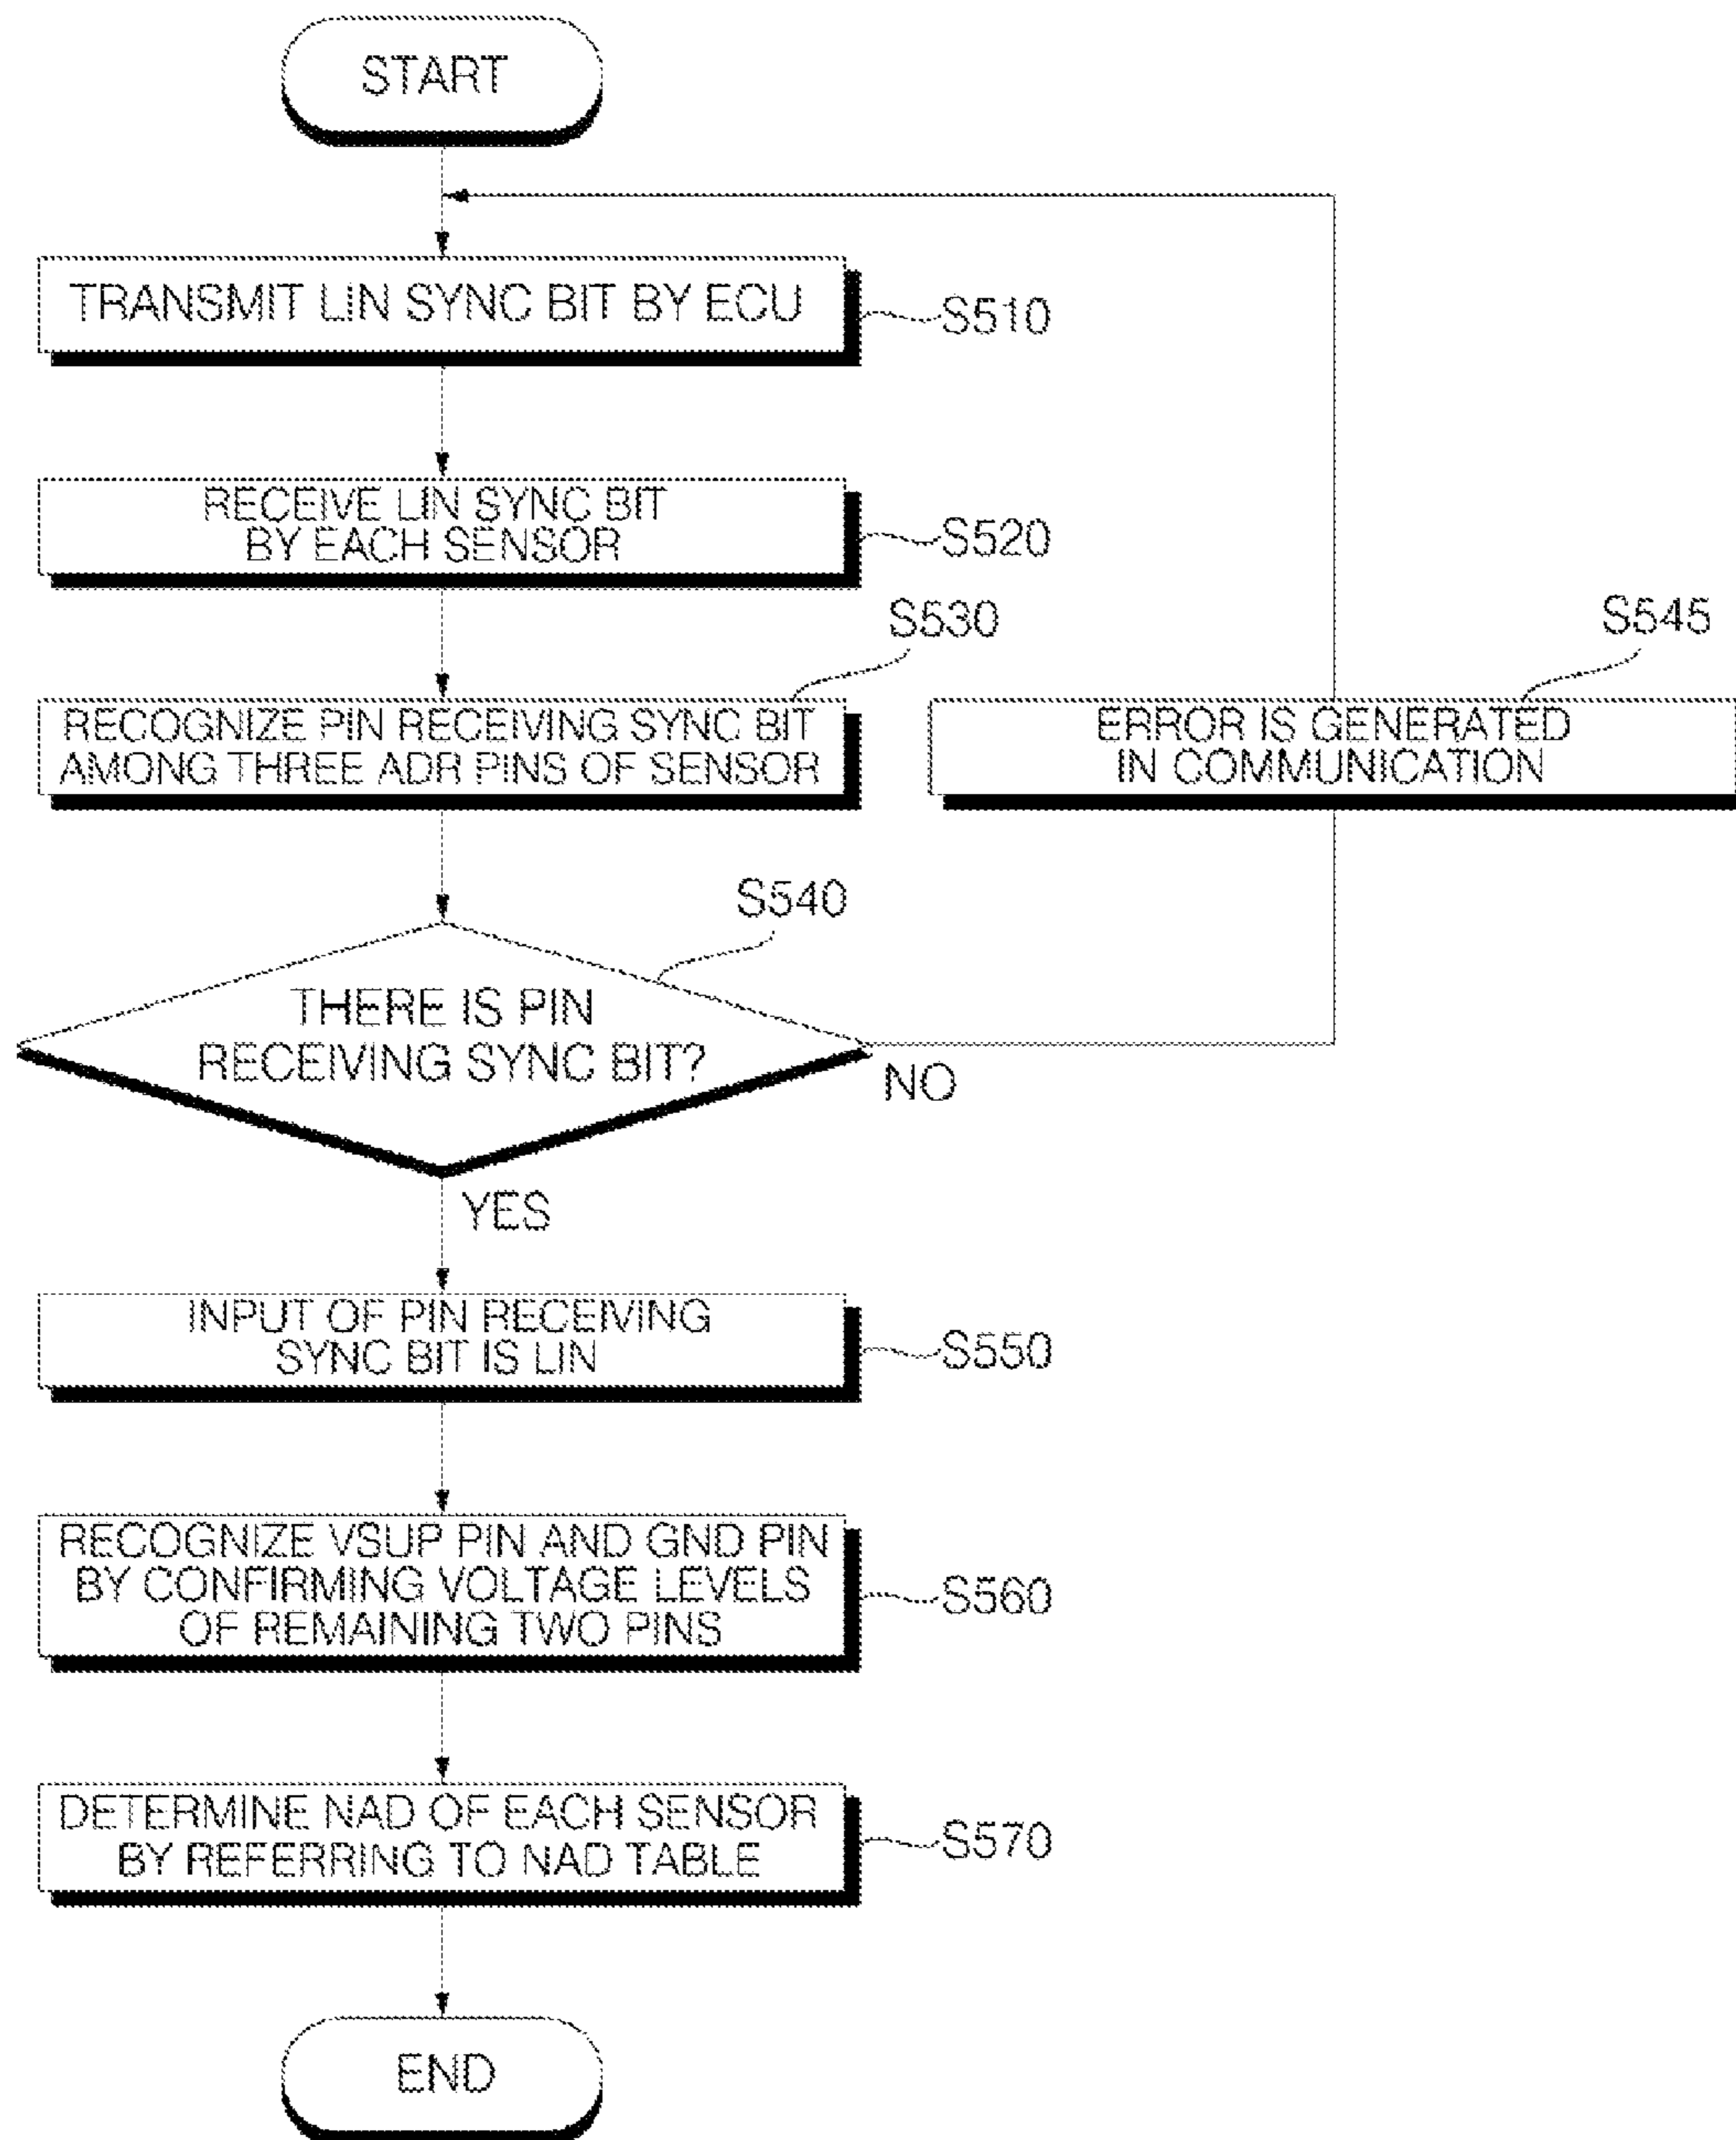 START
TRANSMIT LIN SYNC BIT BY ECU
S510
RECEIVE LIN SYNC BIT
BY EACH SENSOR
S520
S530
RECOGNIZE PIN RECEIVING SYNC BIT
AMONG THREE ADR PINS OF SENSOR
S545
ERROR IS GENERATED
IN COMMUNICATION
S540
THERE IS PIN
RECEIVING SYNC BIT?
NO
YES
INPUT OF PIN RECEIVING
SYNC BIT IS LIN
S550
RECOGNIZE VSUP PIN AND GND PIN
BY CONFIRMING VOLTAGE LEVELS
OF REMAINING TWO PINS
S560
DETERMINE NAD OF EACH SENSOR
BY REFERRING TO NAD TABLE
S570
END